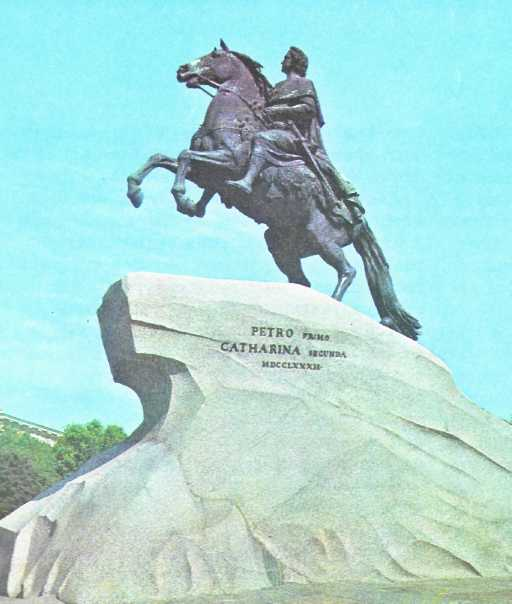 PETRO PRIMO
CATHARINA SECUNDA
MDCCLXXXII